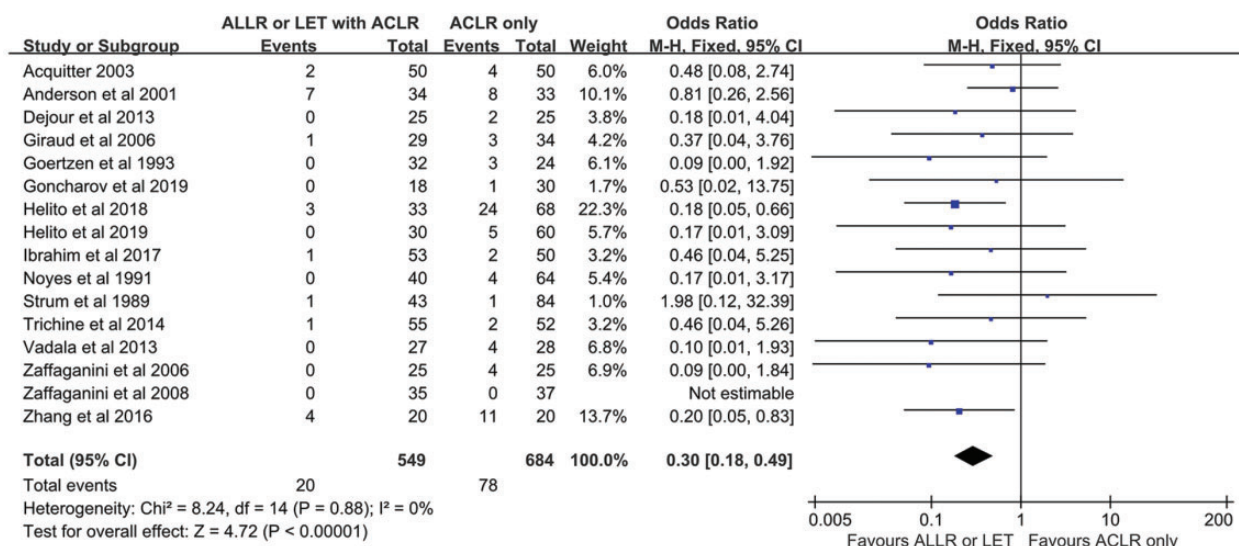 ALLR or LET with ACLR ACLR only Odds Ratio Odds Ratio
Study or Subgroup Events Total Events Total Weight M-H, Fixed, 95% CI M-H, Fixed, 95% CI
Acquitter 2003 2 50 4 50 6.0% 0.48 [0.08, 2.74]
Anderson et al 2001 7 34 8 33 10.1% 0.81 [0.26, 2.56]
Dejour et al 2013 0 25 2 25 3.8% 0.18 [0.01, 4.04]
Giraud et al 2006 1 29 3 34 4.2% 0.37 [0.04, 3.76]
Goertzen et al 1993 0 32 3 24 6.1% 0.09 [0.00, 1.92]
Goncharov et al 2019 0 18 1 30 1.7% 0.53 [0.02, 13.75]
Helito et al 2018 3 33 24 68 22.3% 0.18 [0.05, 0.66]
Helito et al 2019 0 30 5 60 5.7% 0.17 [0.01, 3.09]
Ibrahim et al 2017 1 53 2 50 3.2% 0.46 [0.04, 5.25]
Noyes et al 1991 0 40 4 64 5.4% 0.17 [0.01, 3.17]
Strum et al 1989 1 43 1 84 1.0% 1.98 [0.12, 32.39]
Trichine et al 2014 1 55 2 52 3.2% 0.46 [0.04, 5.26]
Vadala et al 2013 0 27 4 28 6.8% 0.10 [0.01, 1.93]
Zaffaganini et al 2006 0 25 4 25 6.9% 0.09 [0.00, 1.84]
Zaffaganini et al 2008 0 35 0 37 Not estimable
Zhang et al 2016 4 20 11 20 13.7% 0.20 [0.05, 0.83]
Total (95% CI) 549 684 100.0% 0.30 [0.18, 0.49]
Total events 20 78
Heterogeneity: Chi² = 8.24, df = 14 (P = 0.88); I² = 0%
Test for overall effect: Z = 4.72 (P < 0.00001)
0.005 0.1 1 10 200
Favours ALLR or LET Favours ACLR only